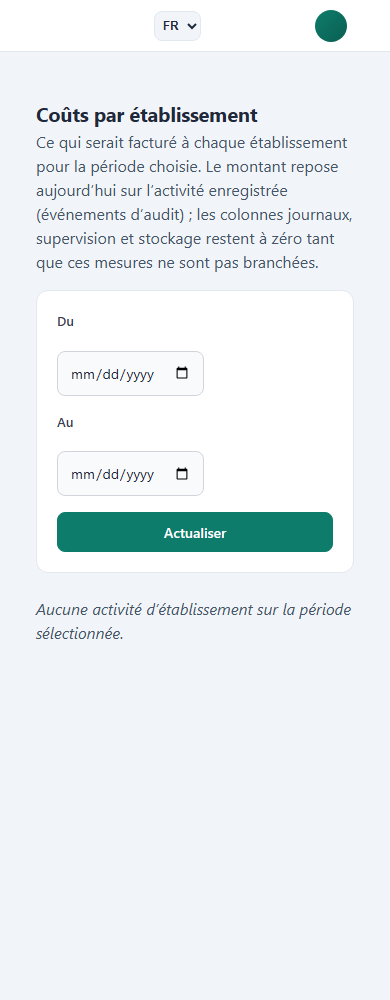 FR
Coûts par établissement
Ce qui serait facturé à chaque établissement
pour la période choisie. Le montant repose
aujourd'hui sur l'activité enregistrée
(événements d'audit) ; les colonnes journaux,
supervision et stockage restent à zéro tant
que ces mesures ne sont pas branchées.
Du
mm/dd/yyyy
Au
mm/dd/yyyy
Actualiser
Aucune activité d'établissement sur la période
sélectionnée.